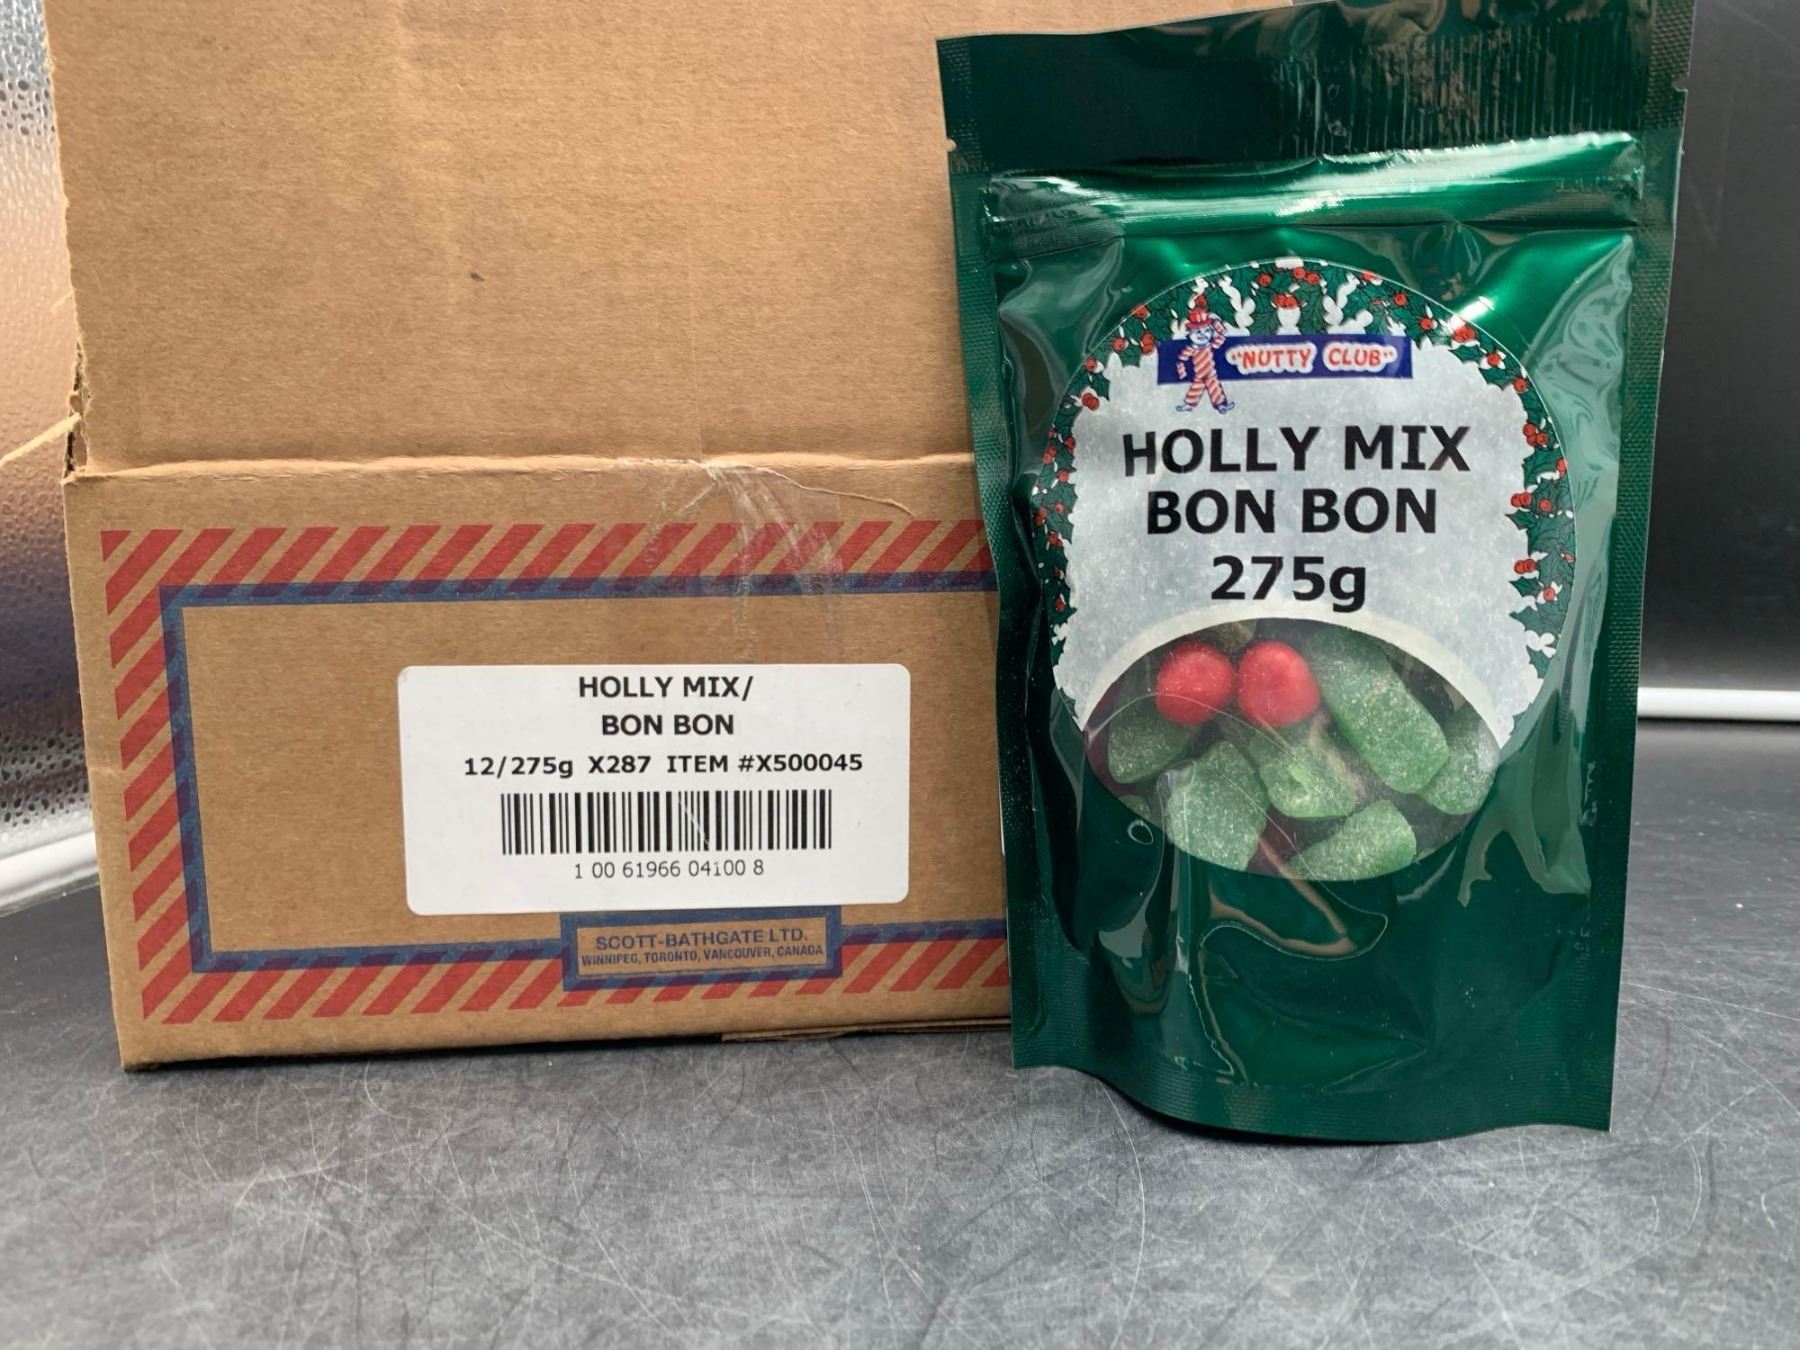 HOLLY MIX/
BON BON
12/275g X287 ITEM #X500045
1 00 61966 04100 8
SCOTT-BATHGATE LTD.
WINNIPEG, TORONTO, VANCOUVER, CANADA
"NUTTY CLUB"
HOLLY MIX
BON BON
275g